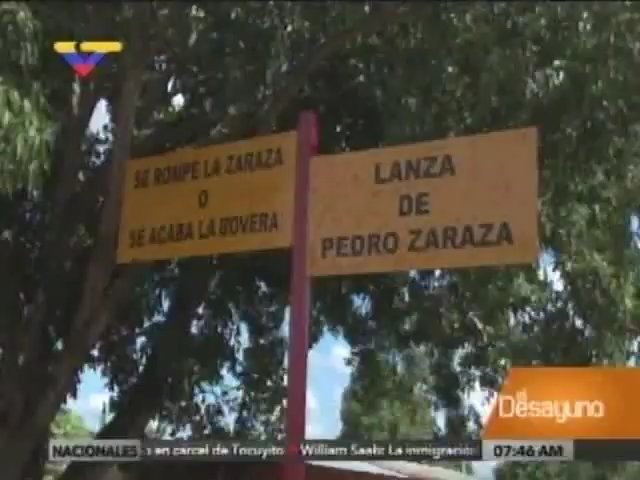 SE ROMPE LA ZARAZA
O
SE ACABA LA BOVERA
LANZA
DE
PEDRO ZARAZA
El Desayuno
NACIONALES
en carcel de Tocuyito
William Saab: La inmigración
07:46 AM